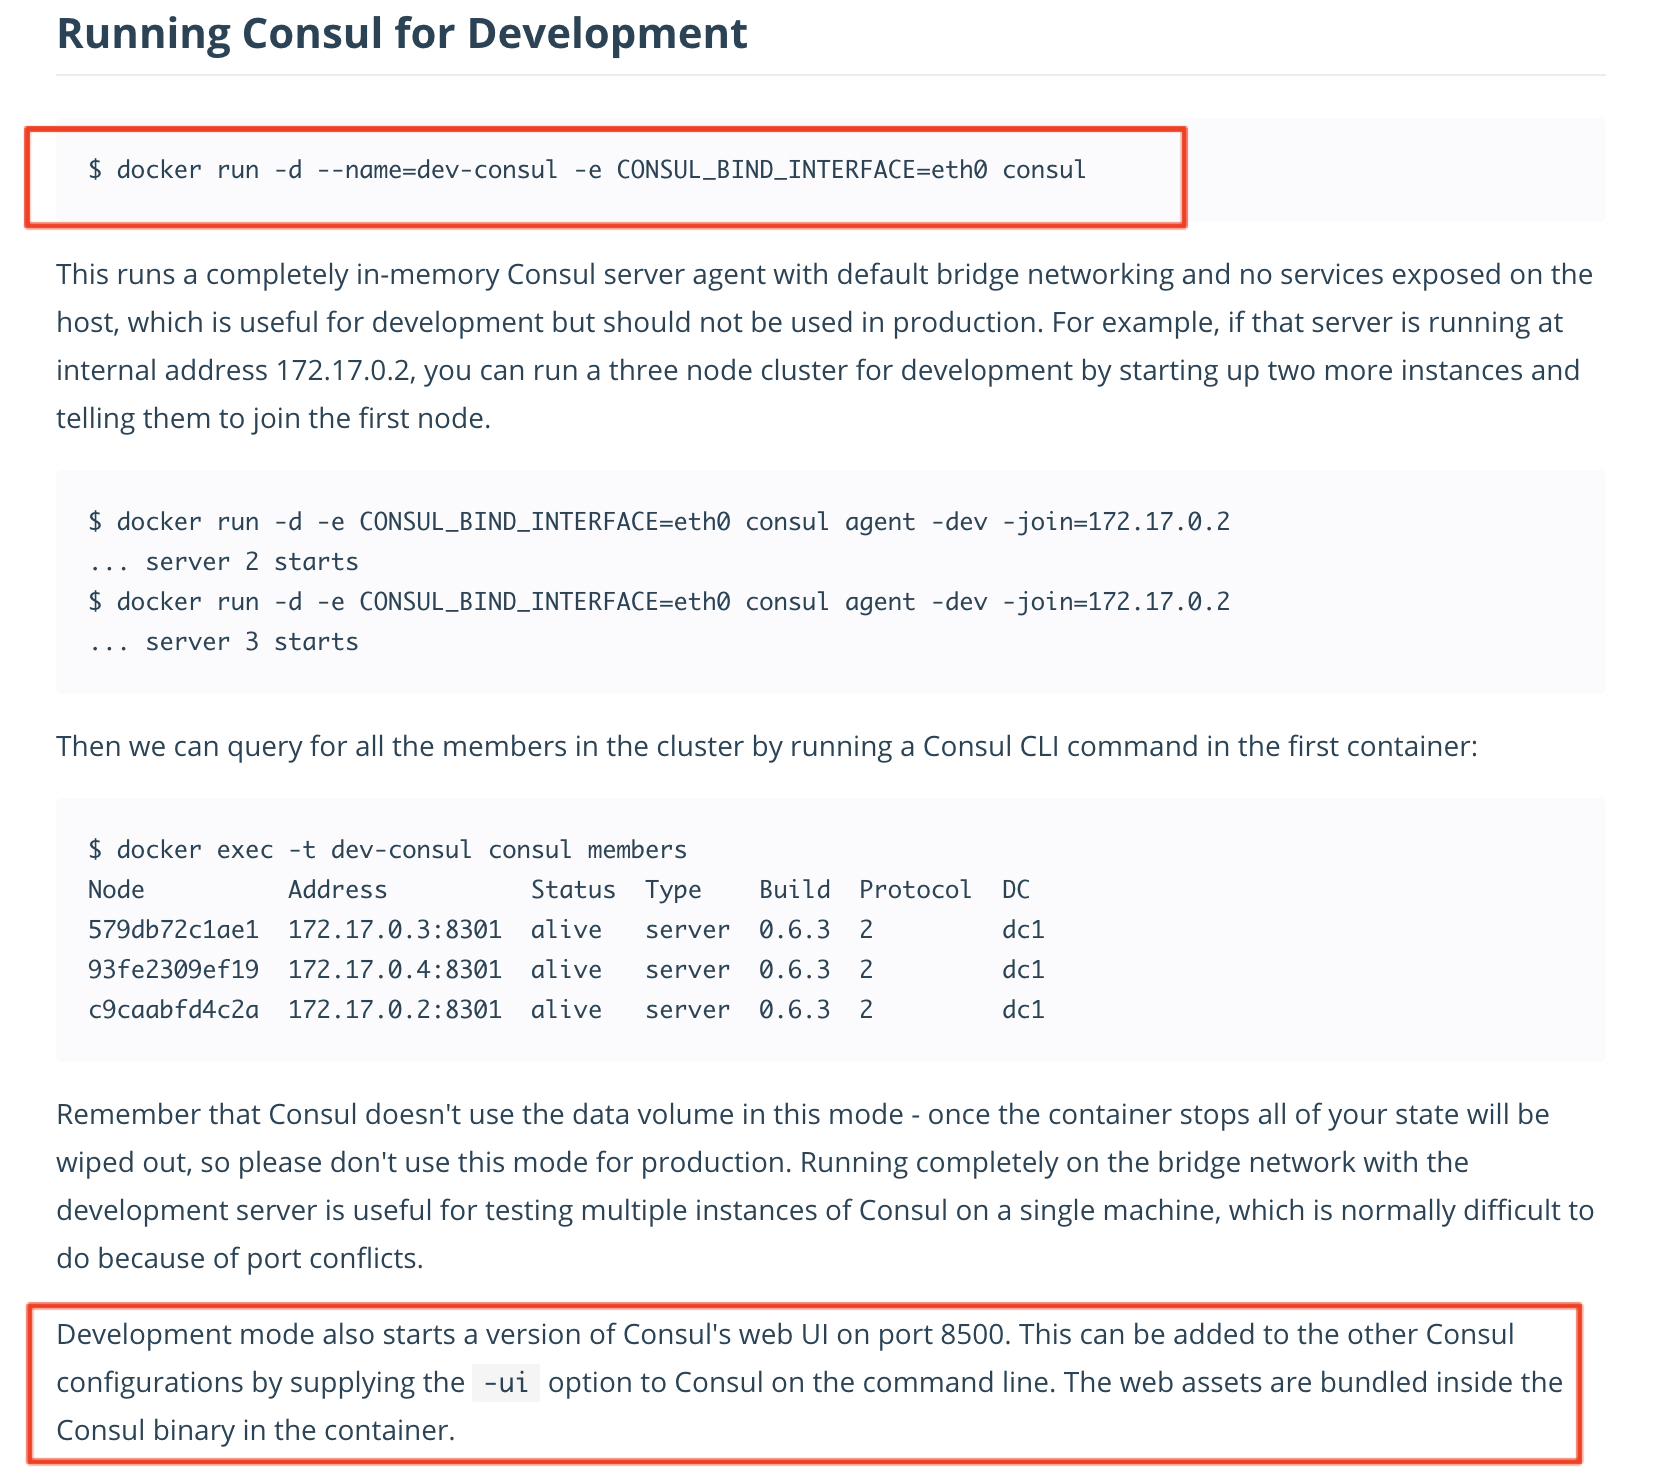 Running Consul for Development
$ docker run -d --name=dev-consul -e CONSUL_BIND_INTERFACE=eth0 consul
This runs a completely in-memory Consul server agent with default bridge networking and no services exposed on the
host, which is useful for development but should not be used in production. For example, if that server is running at
internal address 172.17.0.2, you can run a three node cluster for development by starting up two more instances and
telling them to join the first node.
$ docker run -d -e CONSUL_BIND_INTERFACE=eth0 consul agent -dev -join=172.17.0.2
... server 2 starts
$ docker run -d -e CONSUL_BIND_INTERFACE=eth0 consul agent -dev -join=172.17.0.2
... server 3 starts
Then we can query for all the members in the cluster by running a Consul CLI command in the first container:
$ docker exec -t dev-consul consul members
Node          Address          Status  Type    Build  Protocol  DC
579db72c1ae1  172.17.0.3:8301  alive   server  0.6.3  2         dc1
93fe2309ef19  172.17.0.4:8301  alive   server  0.6.3  2         dc1
c9caabfd4c2a  172.17.0.2:8301  alive   server  0.6.3  2         dc1
Remember that Consul doesn't use the data volume in this mode - once the container stops all of your state will be
wiped out, so please don't use this mode for production. Running completely on the bridge network with the
development server is useful for testing multiple instances of Consul on a single machine, which is normally difficult to
do because of port conflicts.
Development mode also starts a version of Consul's web UI on port 8500. This can be added to the other Consul
configurations by supplying the -ui option to Consul on the command line. The web assets are bundled inside the
Consul binary in the container.